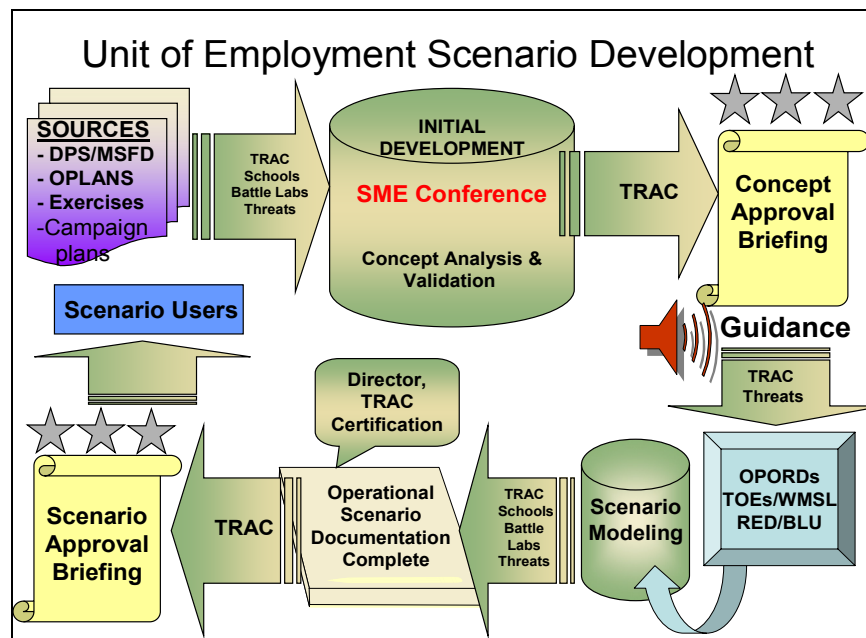 Unit of Employment Scenario Development
SOURCES
- DPS/MSFD
- OPLANS
- Exercises
-Campaign
plans
TRAC
Schools
Battle Labs
Threats
INITIAL
DEVELOPMENT
SME Conference
Concept Analysis &
Validation
TRAC
Concept
Approval
Briefing
Guidance
TRAC
Threats
OPORDs
TOEs/WMSL
RED/BLU
Scenario
Modeling
TRAC
Schools
Battle
Labs
Threats
Director,
TRAC
Certification
Operational
Scenario
Documentation
Complete
TRAC
Scenario
Approval
Briefing
Scenario Users